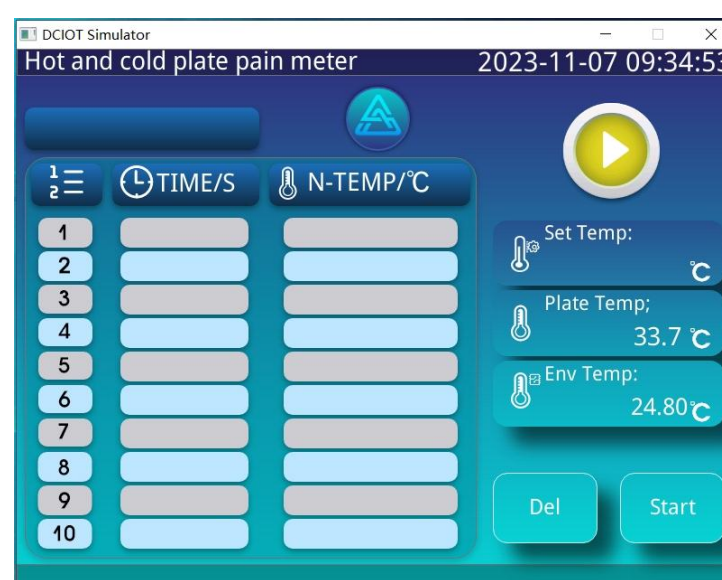 DCIOT Simulator
Hot and cold plate pain meter 2023-11-07 09:34:53
TIME/S N-TEMP/℃
1
2
3
4
5
6
7
8
9
10
Set Temp:
℃
Plate Temp;
33.7 ℃
Env Temp:
24.80℃
Del Start